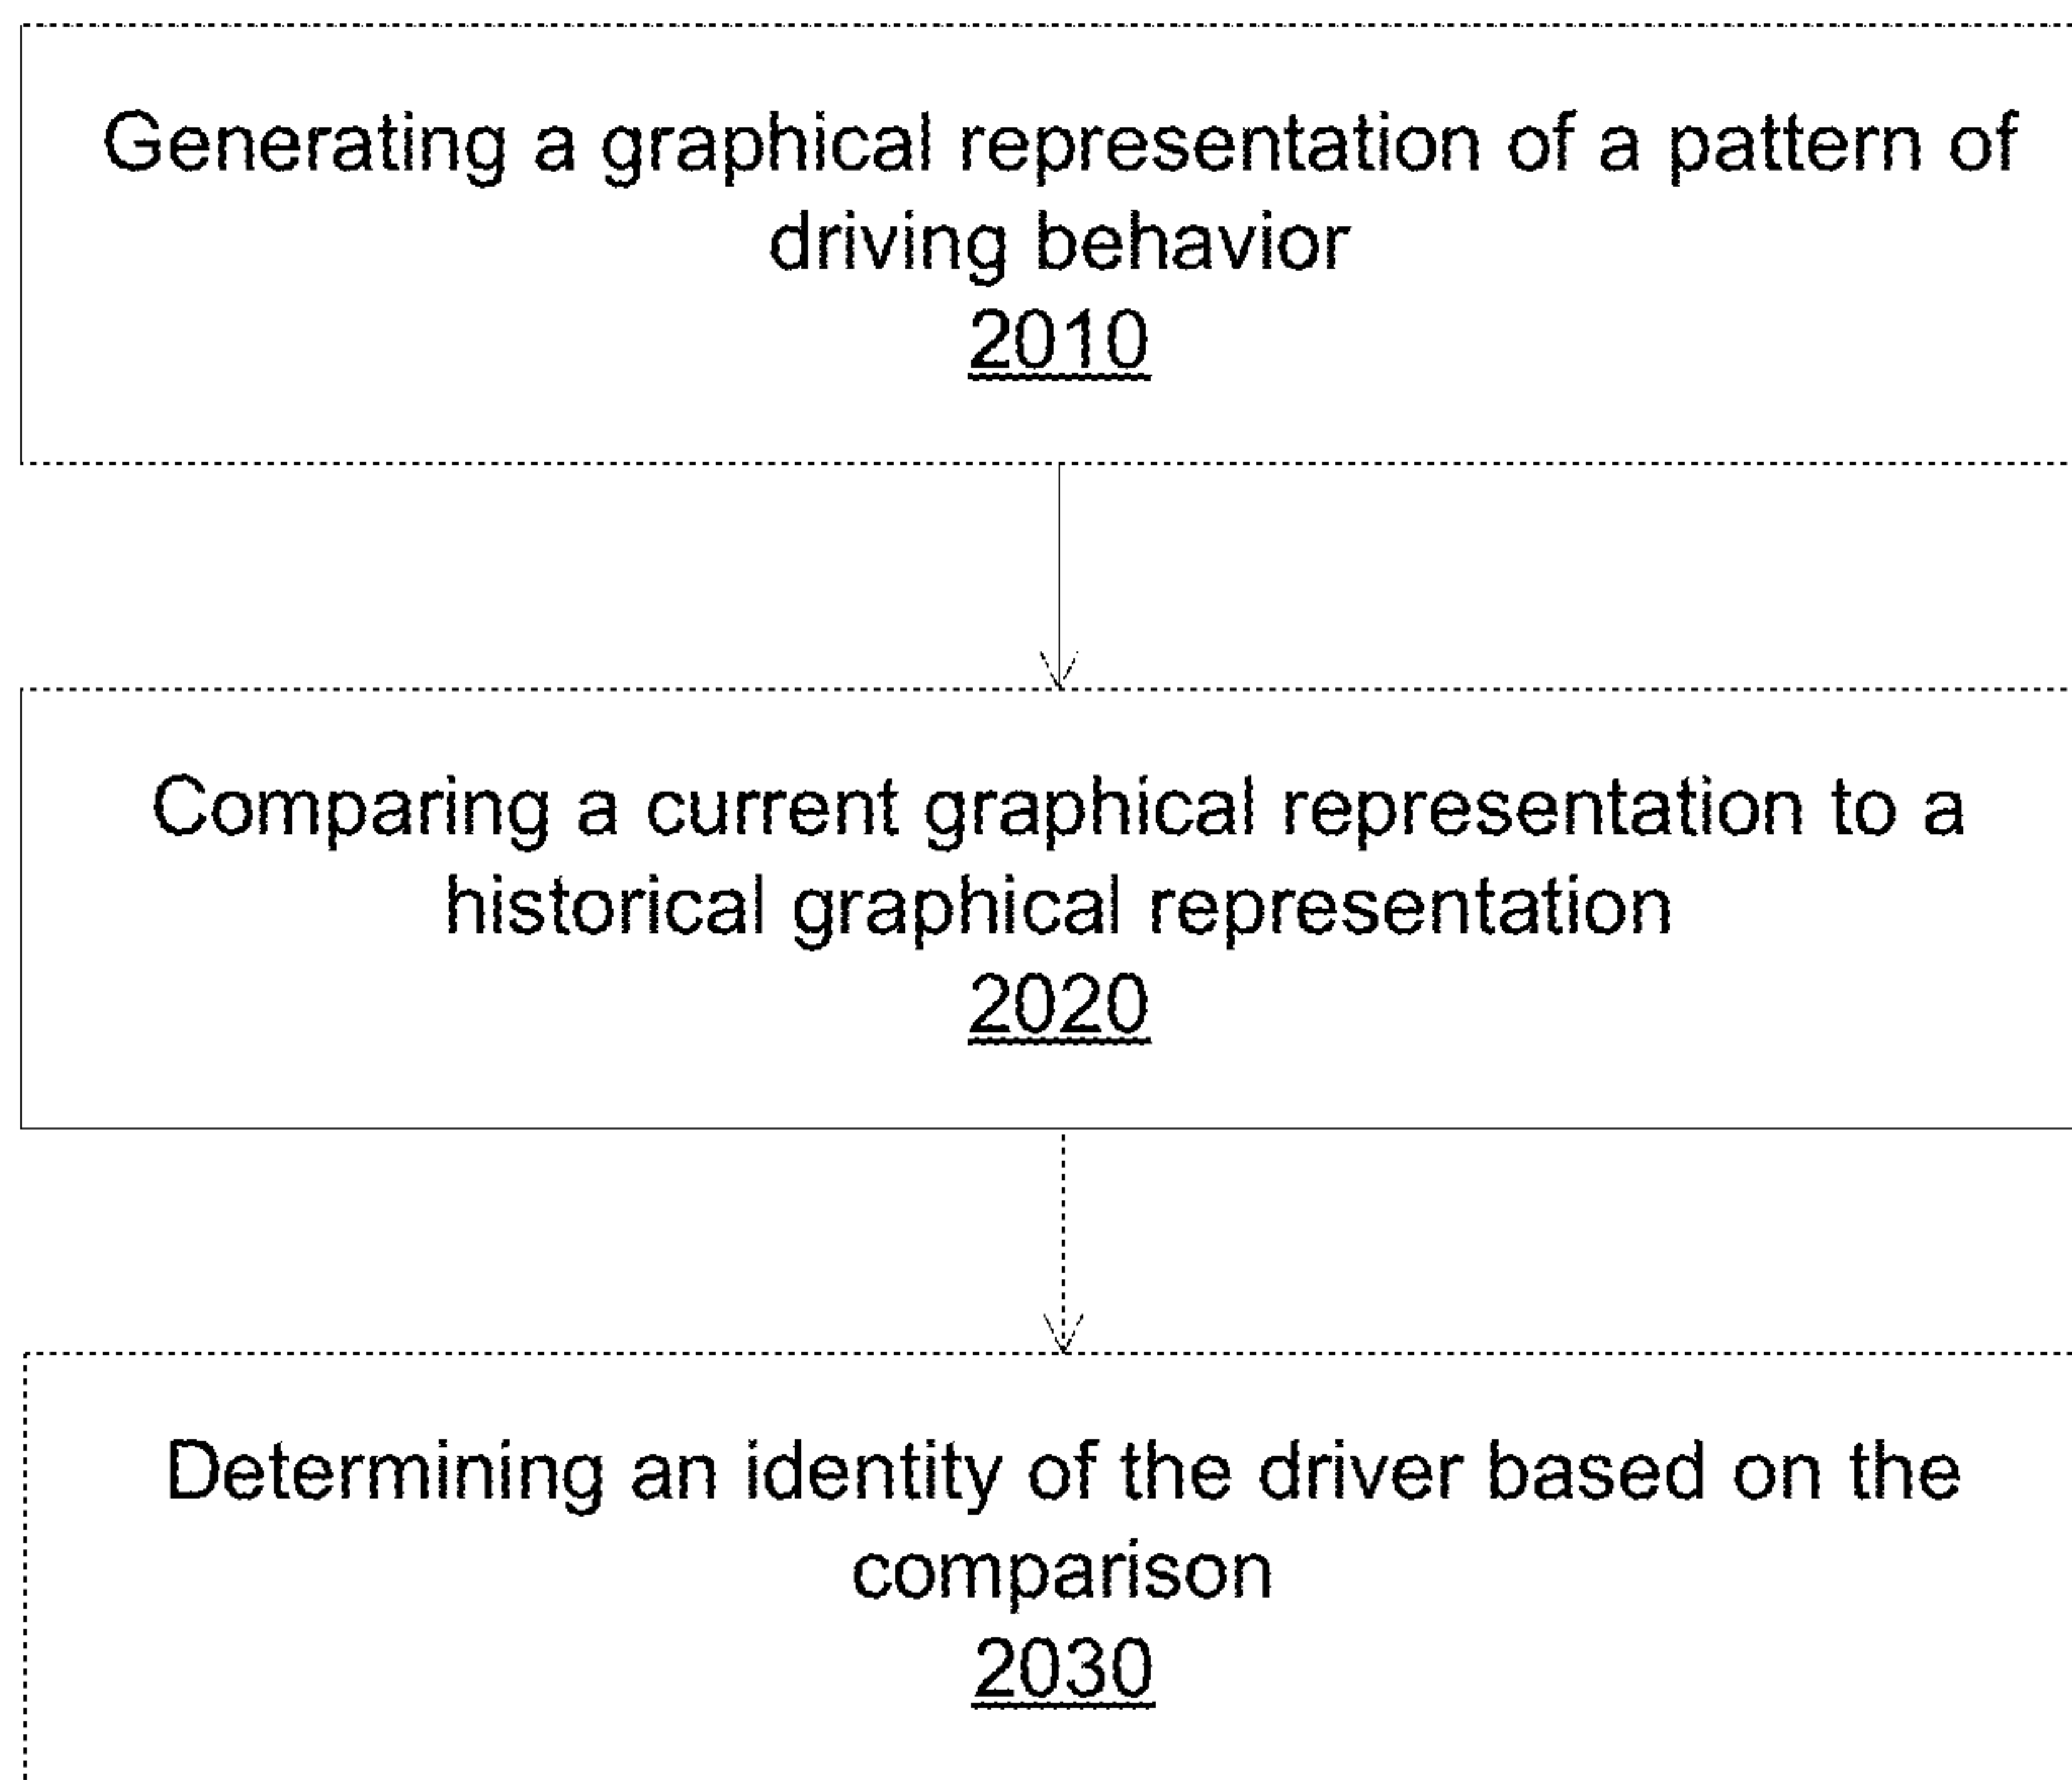 Generating a graphical representation of a pattern of
driving behavior
2010
Comparing a current graphical representation to a
historical graphical representation
2020
Determining an identity of the driver based on the
comparison
2030